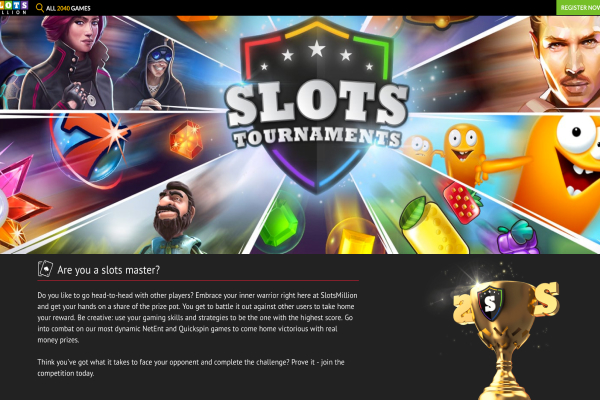 LOTS
ILLION
ALL 2040 GAMES
REGISTER NOW
SLOTS
TOURNAMENTS
7
Are you a slots master?
Do you like to go head-to-head with other players? Embrace your inner warrior right here at SlotsMillion
and get your hands on a share of the prize pot. You get to battle it out against other users to take home
your reward. Be creative: use your gaming skills and strategies to be the one with the highest score. Go
into combat on our most dynamic NetEnt and Quickspin games to come home victorious with real
money prizes.
Think you've got what it takes to face your opponent and complete the challenge? Prove it - join the
competition today.
S